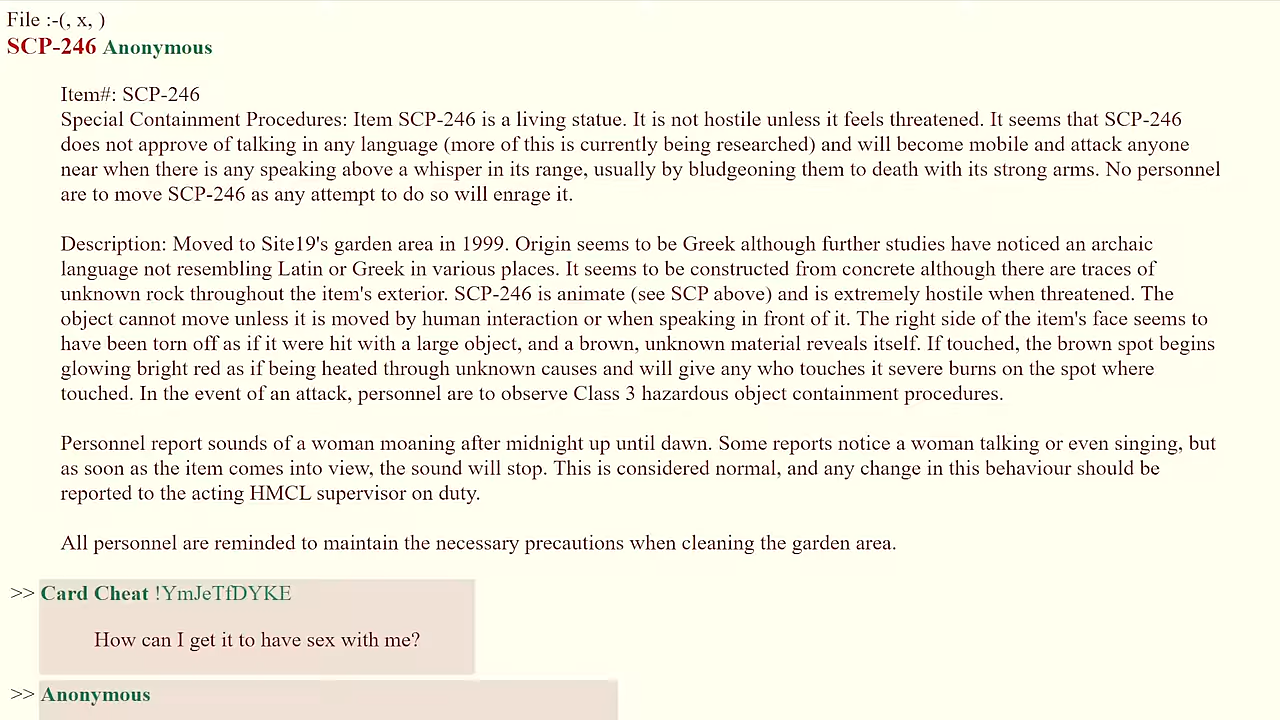 File :-(, x, )
SCP-246 Anonymous
Item#: SCP-246
Special Containment Procedures: Item SCP-246 is a living statue. It is not hostile unless it feels threatened. It seems that SCP-246
does not approve of talking in any language (more of this is currently being researched) and will become mobile and attack anyone
near when there is any speaking above a whisper in its range, usually by bludgeoning them to death with its strong arms. No personnel
are to move SCP-246 as any attempt to do so will enrage it.
Description: Moved to Site19's garden area in 1999. Origin seems to be Greek although further studies have noticed an archaic
language not resembling Latin or Greek in various places. It seems to be constructed from concrete although there are traces of
unknown rock throughout the item's exterior. SCP-246 is animate (see SCP above) and is extremely hostile when threatened. The
object cannot move unless it is moved by human interaction or when speaking in front of it. The right side of the item's face seems to
have been torn off as if it were hit with a large object, and a brown, unknown material reveals itself. If touched, the brown spot begins
glowing bright red as if being heated through unknown causes and will give any who touches it severe burns on the spot where
touched. In the event of an attack, personnel are to observe Class 3 hazardous object containment procedures.
Personnel report sounds of a woman moaning after midnight up until dawn. Some reports notice a woman talking or even singing, but
as soon as the item comes into view, the sound will stop. This is considered normal, and any change in this behaviour should be
reported to the acting HMCL supervisor on duty.
All personnel are reminded to maintain the necessary precautions when cleaning the garden area.
>> Card Cheat !YmJeTfDYKE
How can I get it to have sex with me?
>> Anonymous